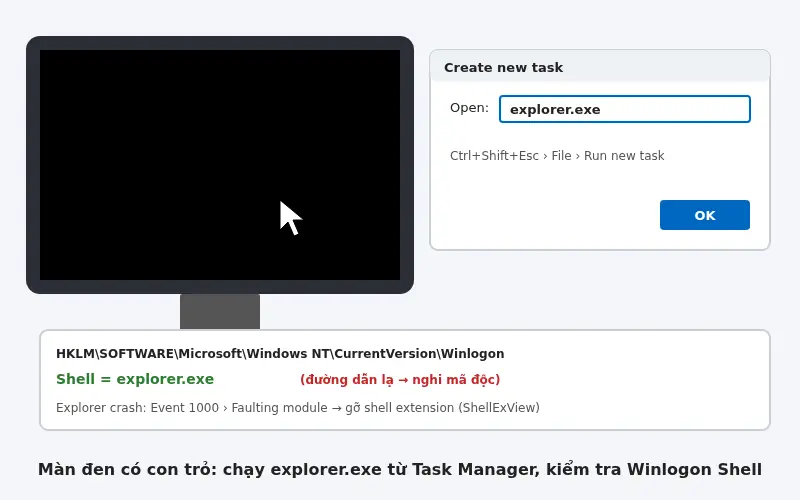 Create new task
Open: explorer.exe
Ctrl+Shift+Esc › File › Run new task
OK
HKLM\SOFTWARE\Microsoft\Windows NT\CurrentVersion\Winlogon
Shell = explorer.exe (đường dẫn lạ → nghi mã độc)
Explorer crash: Event 1000 › Faulting module → gỡ shell extension (ShellExView)
Màn đen có con trỏ: chạy explorer.exe từ Task Manager, kiểm tra Winlogon Shell